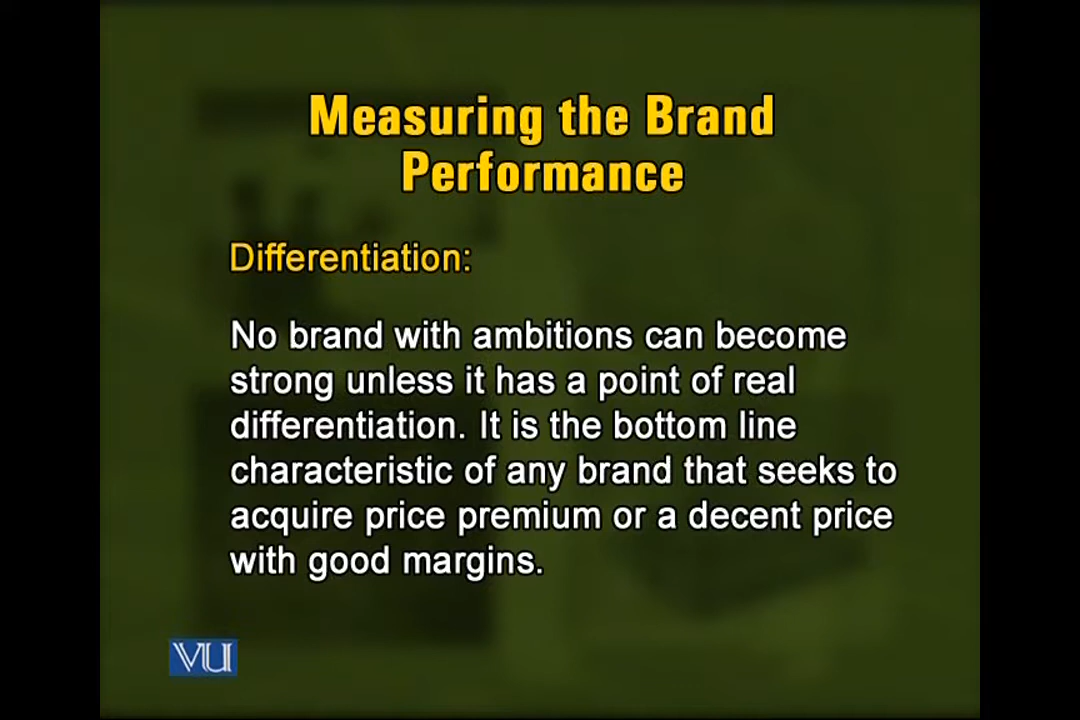 Measuring the Brand
Performance
Differentiation:
No brand with ambitions can become
strong unless it has a point of real
differentiation. It is the bottom line
characteristic of any brand that seeks to
acquire price premium or a decent price
with good margins.
VU